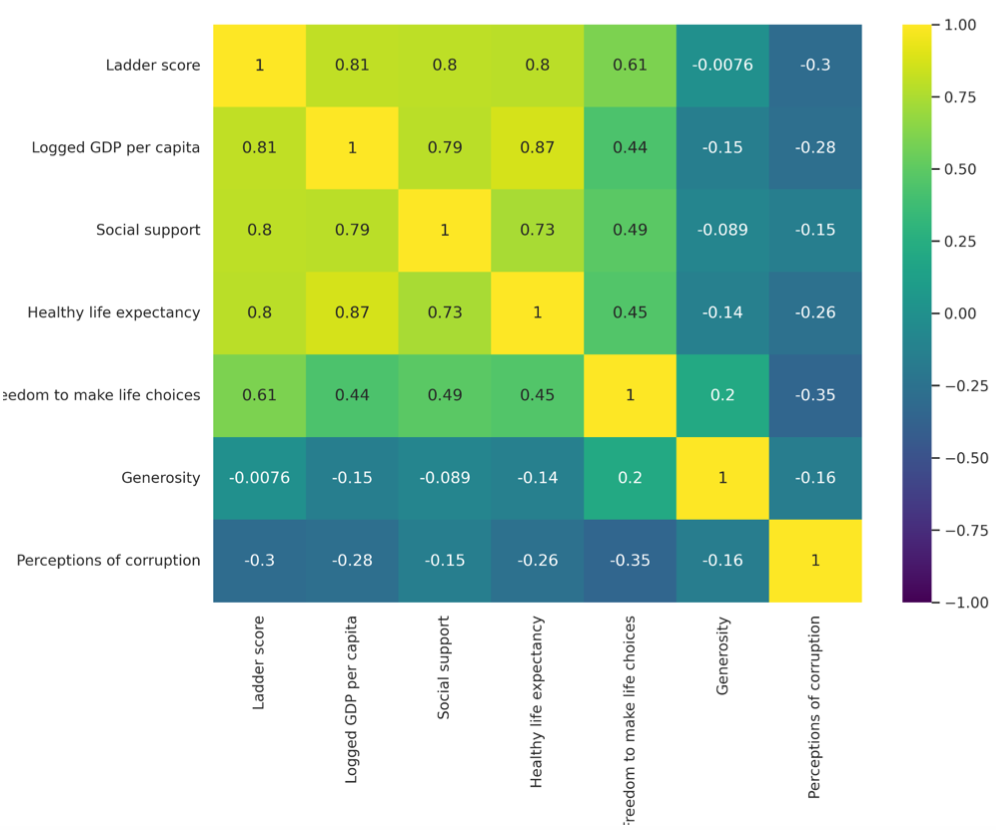 Ladder score 1 0.81 0.8 0.8 0.61 -0.0076 -0.3
Logged GDP per capita 0.81 1 0.79 0.87 0.44 -0.15 -0.28
Social support 0.8 0.79 1 0.73 0.49 -0.089 -0.15
Healthy life expectancy 0.8 0.87 0.73 1 0.45 -0.14 -0.26
eedom to make life choices 0.61 0.44 0.49 0.45 1 0.2 -0.35
Generosity -0.0076 -0.15 -0.089 -0.14 0.2 1 -0.16
Perceptions of corruption -0.3 -0.28 -0.15 -0.26 -0.35 -0.16 1
Ladder score
Logged GDP per capita
Social support
Healthy life expectancy
Freedom to make life choices
Generosity
Perceptions of corruption
1.00
0.75
0.50
0.25
0.00
−0.25
−0.50
−0.75
−1.00